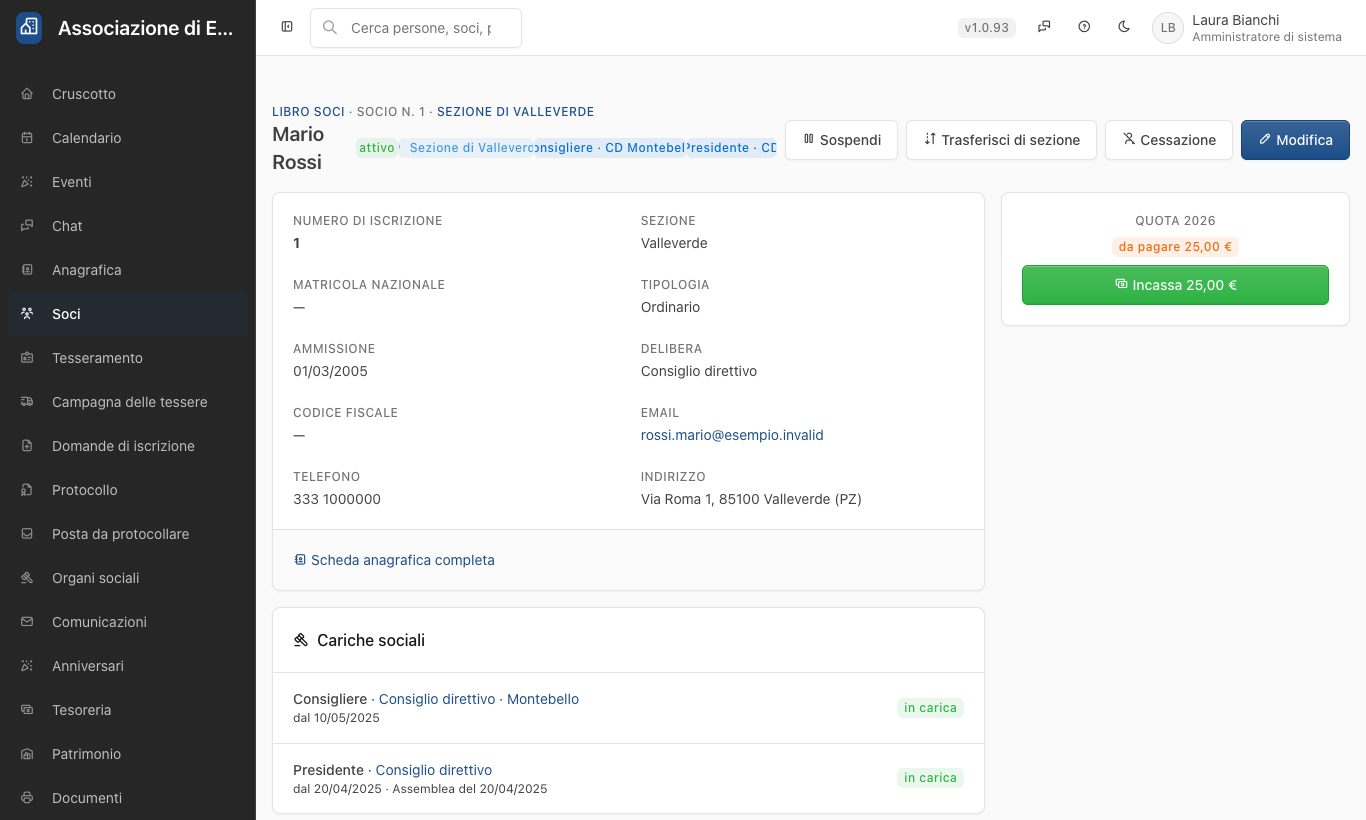 Associazione di E...
Cerca persone, soci, p
v1.0.93
LB
Laura Bianchi
Amministratore di sistema
Cruscotto
Calendario
Eventi
Chat
Anagrafica
Soci
Tesseramento
Campagna delle tessere
Domande di iscrizione
Protocollo
Posta da protocollare
Organi sociali
Comunicazioni
Anniversari
Tesoreria
Patrimonio
Documenti
LIBRO SOCI · SOCIO N. 1 · SEZIONE DI VALLEVERDE
Mario
Rossi
attivo
Sezione di Valleverd
onsigliere · CD Montebel
Presidente · CD
Sospendi
Trasferisci di sezione
Cessazione
Modifica
NUMERO DI ISCRIZIONE
1
SEZIONE
Valleverde
MATRICOLA NAZIONALE
—
TIPOLOGIA
Ordinario
AMMISSIONE
01/03/2005
DELIBERA
Consiglio direttivo
CODICE FISCALE
—
EMAIL
rossi.mario@esempio.invalid
TELEFONO
333 1000000
INDIRIZZO
Via Roma 1, 85100 Valleverde (PZ)
Scheda anagrafica completa
QUOTA 2026
da pagare 25,00 €
Incassa 25,00 €
Cariche sociali
Consigliere · Consiglio direttivo · Montebello
dal 10/05/2025
in carica
Presidente · Consiglio direttivo
dal 20/04/2025 · Assemblea del 20/04/2025
in carica